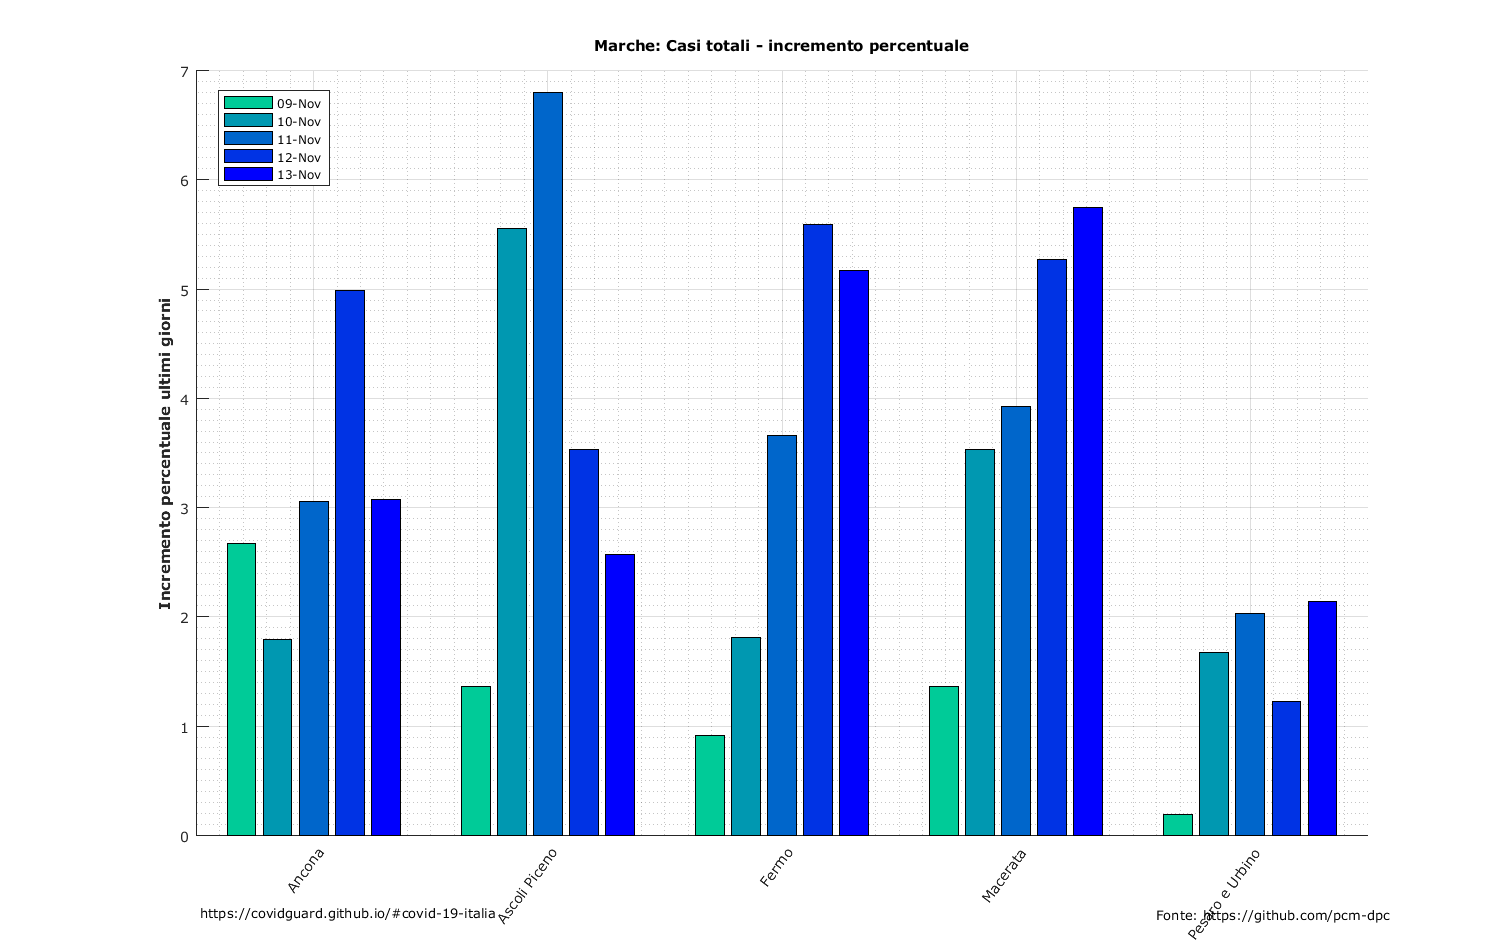 Marche: Casi totali - incremento percentuale
Incremento percentuale ultimi giorni
7
6
5
4
3
2
1
0
09-Nov
10-Nov
11-Nov
12-Nov
13-Nov
Ancona
Ascoli Piceno
Fermo
Macerata
Pesaro e Urbino
https://covidguard.github.io/#covid-19-italia
Fonte: https://github.com/pcm-dpc